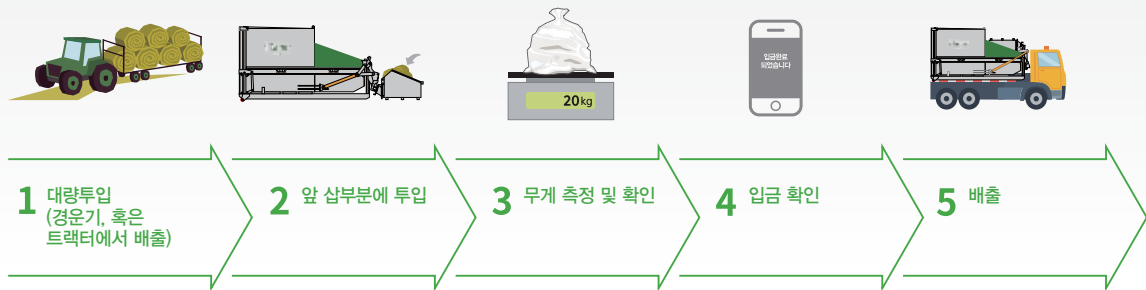 20kg
입금완료
되었습니다
1 대량투입
(경운기, 혹은
트랙터에서 배출)
2 앞 삽부분에 투입
3 무게 측정 및 확인
4 입금 확인
5 배출